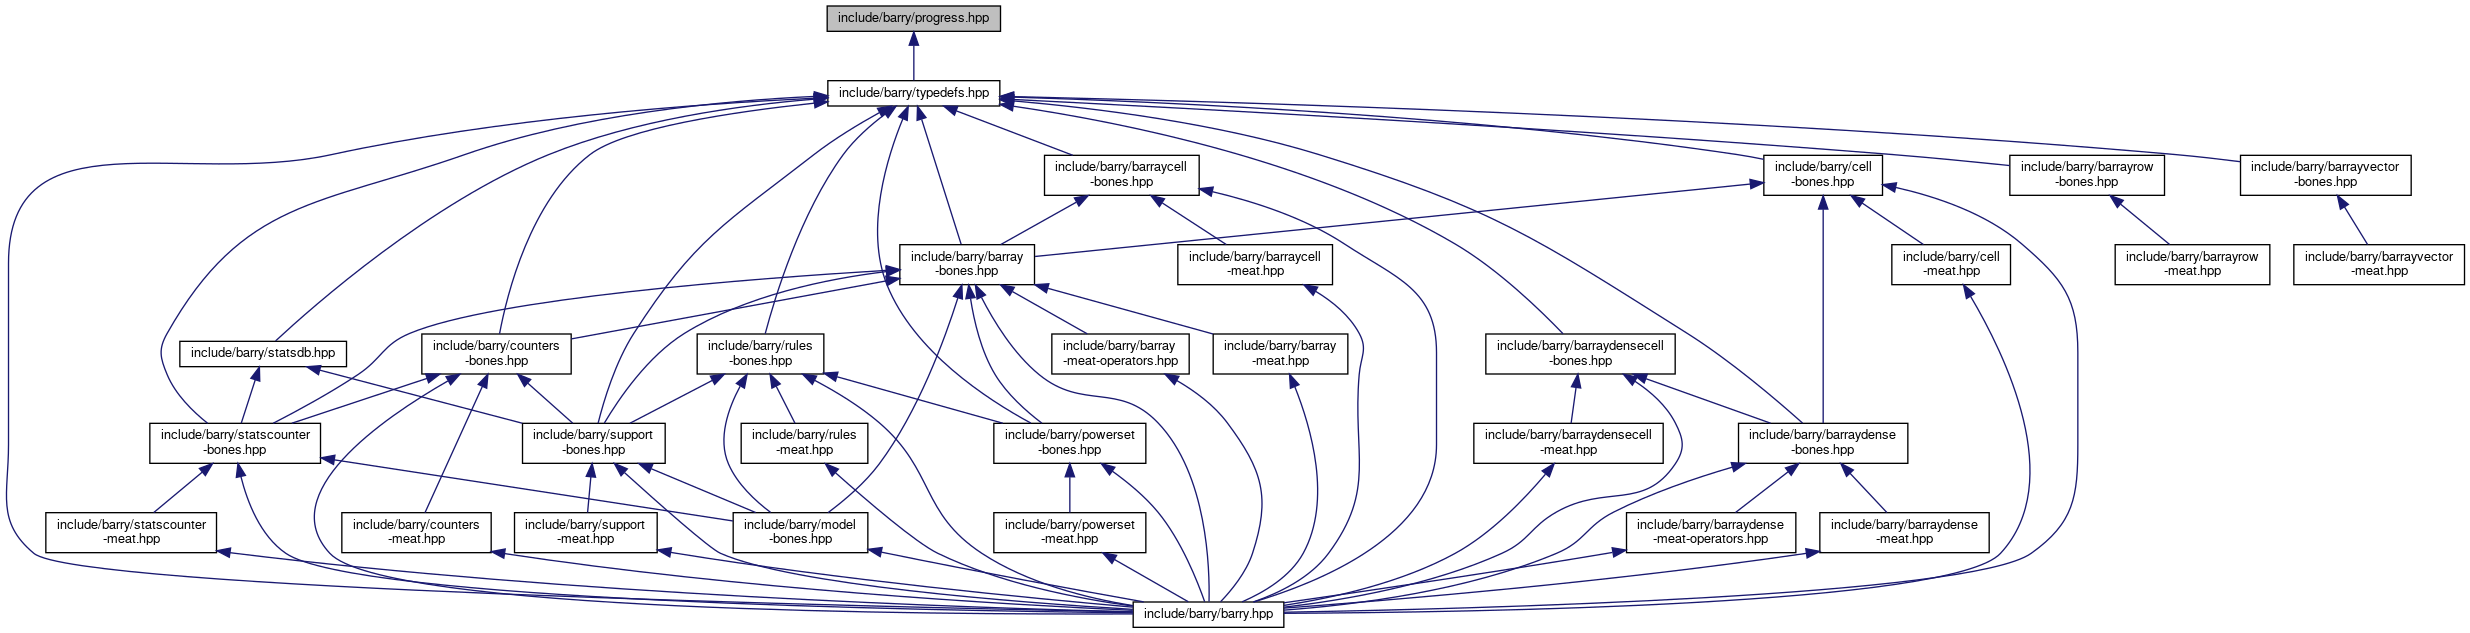 include/barry/progress.hpp
include/barry/typedefs.hpp
include/barry/barraycell
-bones.hpp
include/barry/cell
-bones.hpp
include/barry/barrayrow
-bones.hpp
include/barry/barrayvector
-bones.hpp
include/barry/barray
-bones.hpp
include/barry/barraycell
-meat.hpp
include/barry/cell
-meat.hpp
include/barry/barrayrow
-meat.hpp
include/barry/barrayvector
-meat.hpp
include/barry/statsdb.hpp
include/barry/counters
-bones.hpp
include/barry/rules
-bones.hpp
include/barry/barray
-meat-operators.hpp
include/barry/barray
-meat.hpp
include/barry/barraydensecell
-bones.hpp
include/barry/statscounter
-bones.hpp
include/barry/support
-bones.hpp
include/barry/rules
-meat.hpp
include/barry/powerset
-bones.hpp
include/barry/barraydensecell
-meat.hpp
include/barry/barraydense
-bones.hpp
include/barry/statscounter
-meat.hpp
include/barry/counters
-meat.hpp
include/barry/support
-meat.hpp
include/barry/model
-bones.hpp
include/barry/powerset
-meat.hpp
include/barry/barraydense
-meat-operators.hpp
include/barry/barraydense
-meat.hpp
include/barry/barry.hpp